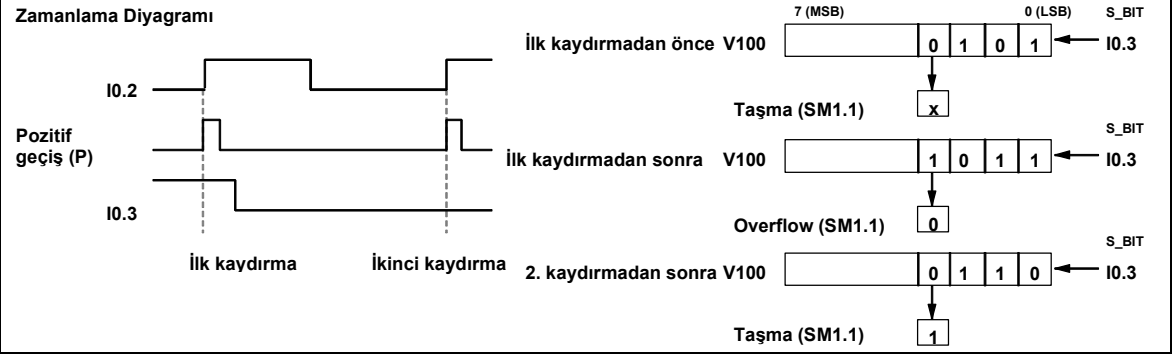 Zamanlama Diyagramı
I0.2
Pozitif
geçiş (P)
I0.3
İlk kaydırma İkinci kaydırma
7 (MSB) 0 (LSB) S_BIT
İlk kaydırmadan önce V100 0 1 0 1 I0.3
Taşma (SM1.1) x
S_BIT
İlk kaydırmadan sonra V100 1 0 1 1 I0.3
Overflow (SM1.1) 0
S_BIT
2. kaydırmadan sonra V100 0 1 1 0 I0.3
Taşma (SM1.1) 1